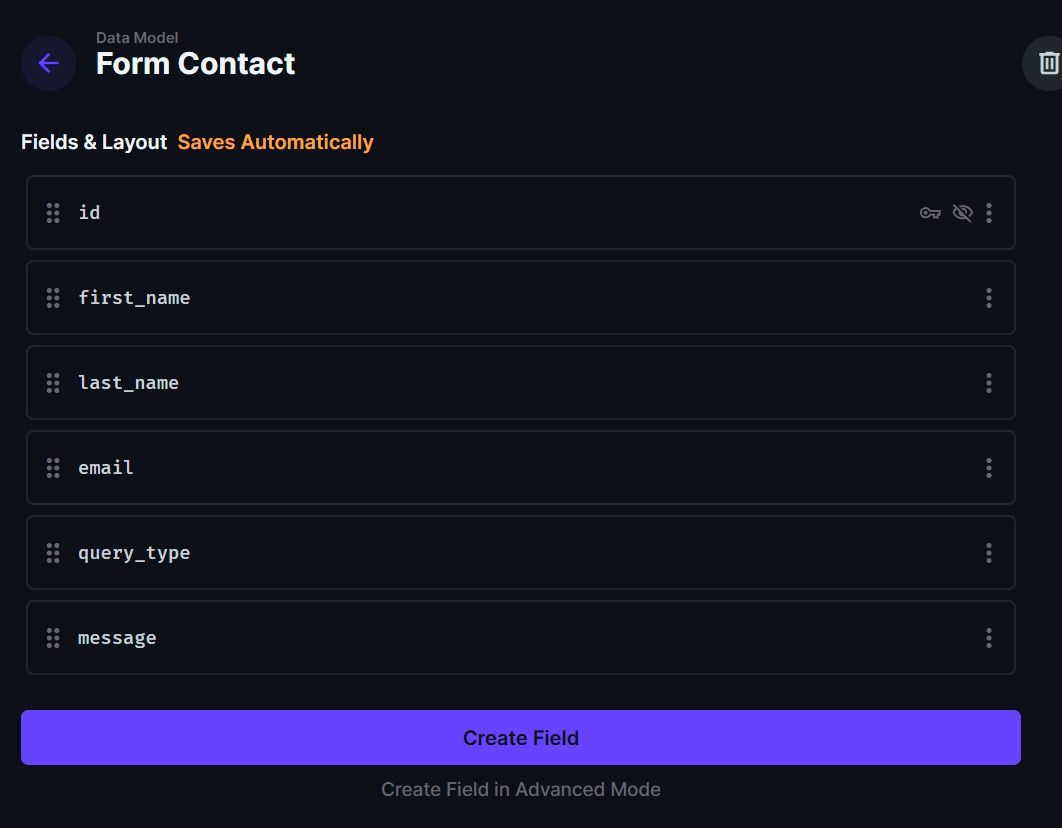 Data Model
Form Contact
Fields & Layout Saves Automatically
id
first_name
last_name
email
query_type
message
Create Field
Create Field in Advanced Mode